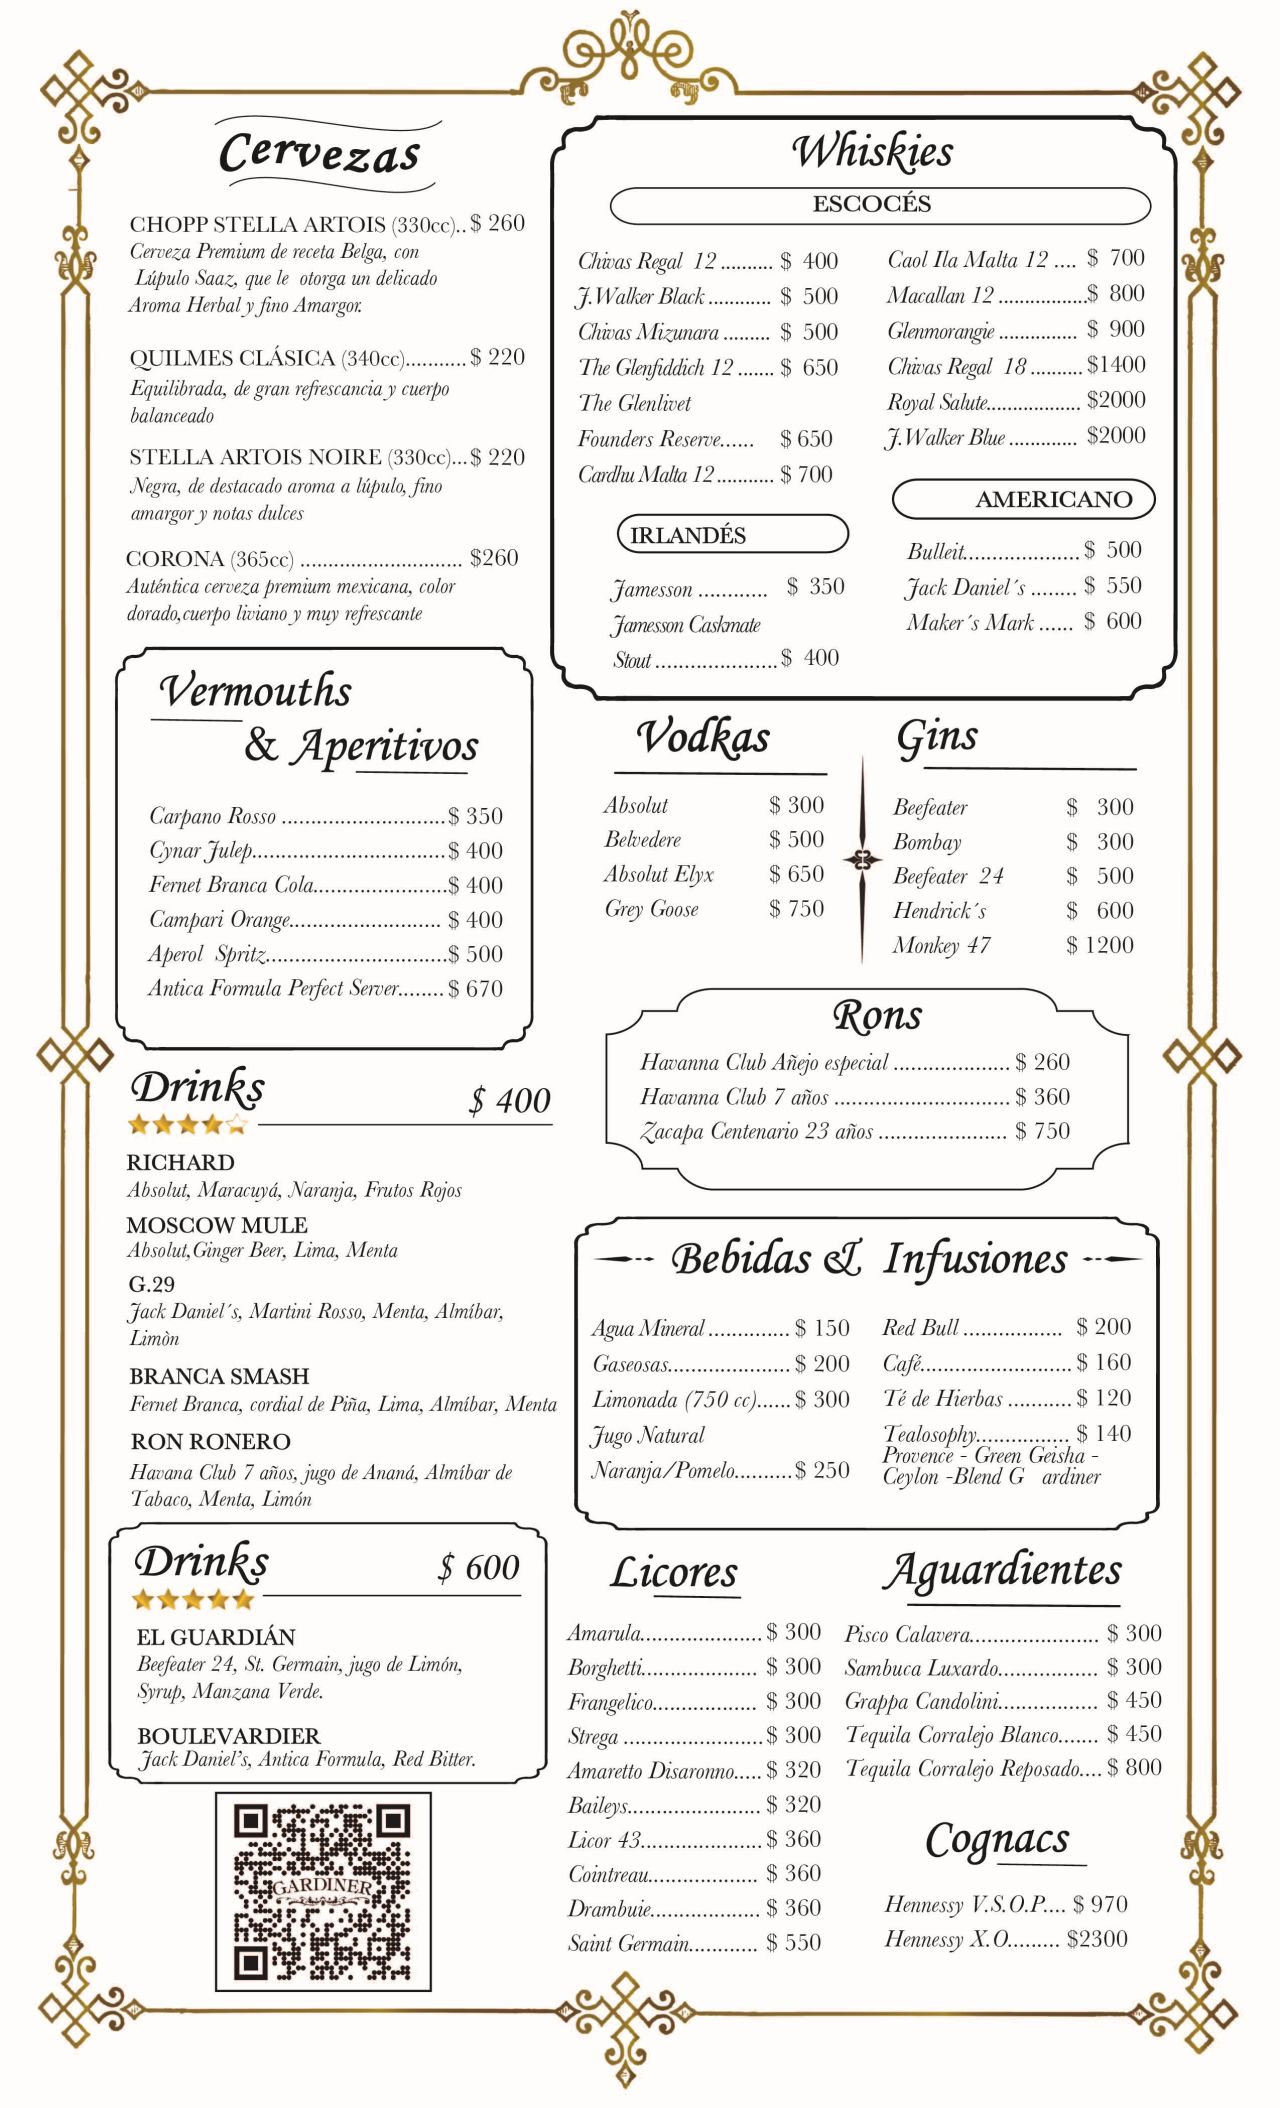 Cervezas
CHOPP STELLA ARTOIS (330cc).. $ 260
Cerveza Premium de receta Belga, con
Lúpulo Saaz, que le otorga un delicado
Aroma Herbal y fino Amargor.
QUILMES CLÁSICA (340cc)........... $ 220
Equilibrada, de gran refrescancia y cuerpo
balanceado
STELLA ARTOIS NOIRE (330cc)...$ 220
Negra, de destacado aroma a lúpulo, fino
amargor y notas dulces
CORONA (365cc) ............................ $260
Auténtica cerveza premium mexicana, color
dorado,cuerpo liviano y muy refrescante
Vermouths
& Aperitivos
Carpano Rosso ............................$ 350
Cynar Julep.................................$ 400
Fernet Branca Cola.......................$ 400
Campari Orange.......................... $ 400
Aperol Spritz...............................$ 500
Antica Formula Perfect Server........$ 670
Drinks $ 400
RICHARD
Absolut, Maracuyá, Naranja, Frutos Rojos
MOSCOW MULE
Absolut,Ginger Beer, Lima, Menta
G.29
Jack Daniel´s, Martini Rosso, Menta, Almíbar,
Limòn
BRANCA SMASH
Fernet Branca, cordial de Piña, Lima, Almíbar, Menta
RON RONERO
Havana Club 7 años, jugo de Ananá, Almíbar de
Tabaco, Menta, Limón
Drinks $ 600
EL GUARDIÁN
Beefeater 24, St. Germain, jugo de Limón,
Syrup, Manzana Verde.
BOULEVARDIER
Jack Daniel’s, Antica Formula, Red Bitter.
GARDINER
Whiskies
ESCOCÉS
Chivas Regal 12 ......... $ 400
J.Walker Black ........... $ 500
Chivas Mizunara ........ $ 500
The Glenfiddich 12 ....... $ 650
The Glenlivet
Founders Reserve...... $ 650
Cardhu Malta 12.......... $ 700
Caol Ila Malta 12 .... $ 700
Macallan 12 ...............$ 800
Glenmorangie .............. $ 900
Chivas Regal 18 ......... $1400
Royal Salute................. $2000
J.Walker Blue ............ $2000
IRLANDÉS
Jamesson ............ $ 350
Jamesson Caskmate
Stout .....................$ 400
AMERICANO
Bulleit....................$ 500
Jack Daniel´s ........ $ 550
Maker´s Mark ...... $ 600
Vodkas
Absolut $ 300
Belvedere $ 500
Absolut Elyx $ 650
Grey Goose $ 750
Gins
Beefeater $ 300
Bombay $ 300
Beefeater 24 $ 500
Hendrick´s $ 600
Monkey 47 $ 1200
Rons
Havanna Club Añejo especial .................... $ 260
Havanna Club 7 años .............................. $ 360
Zacapa Centenario 23 años ...................... $ 750
Bebidas & Infusiones
Agua Mineral .............. $ 150
Gaseosas..................... $ 200
Limonada (750 cc)...... $ 300
Jugo Natural
Naranja/Pomelo..........$ 250
Red Bull ................. $ 200
Café.......................... $ 160
Té de Hierbas ........... $ 120
Tealosophy................ $ 140
Provence - Green Geisha -
Ceylon -Blend G ardiner
Licores
Amarula.....................$ 300
Borghetti.................... $ 300
Frangelico.................. $ 300
Strega ........................$ 300
Amaretto Disaronno..... $ 320
Baileys....................... $ 320
Licor 43..................... $ 360
Cointreau................... $ 360
Drambuie................... $ 360
Saint Germain............ $ 550
Aguardientes
Pisco Calavera...................... $ 300
Sambuca Luxardo................. $ 300
Grappa Candolini................. $ 450
Tequila Corralejo Blanco....... $ 450
Tequila Corralejo Reposado.... $ 800
Cognacs
Hennessy V.S.O.P.... $ 970
Hennessy X.O......... $2300